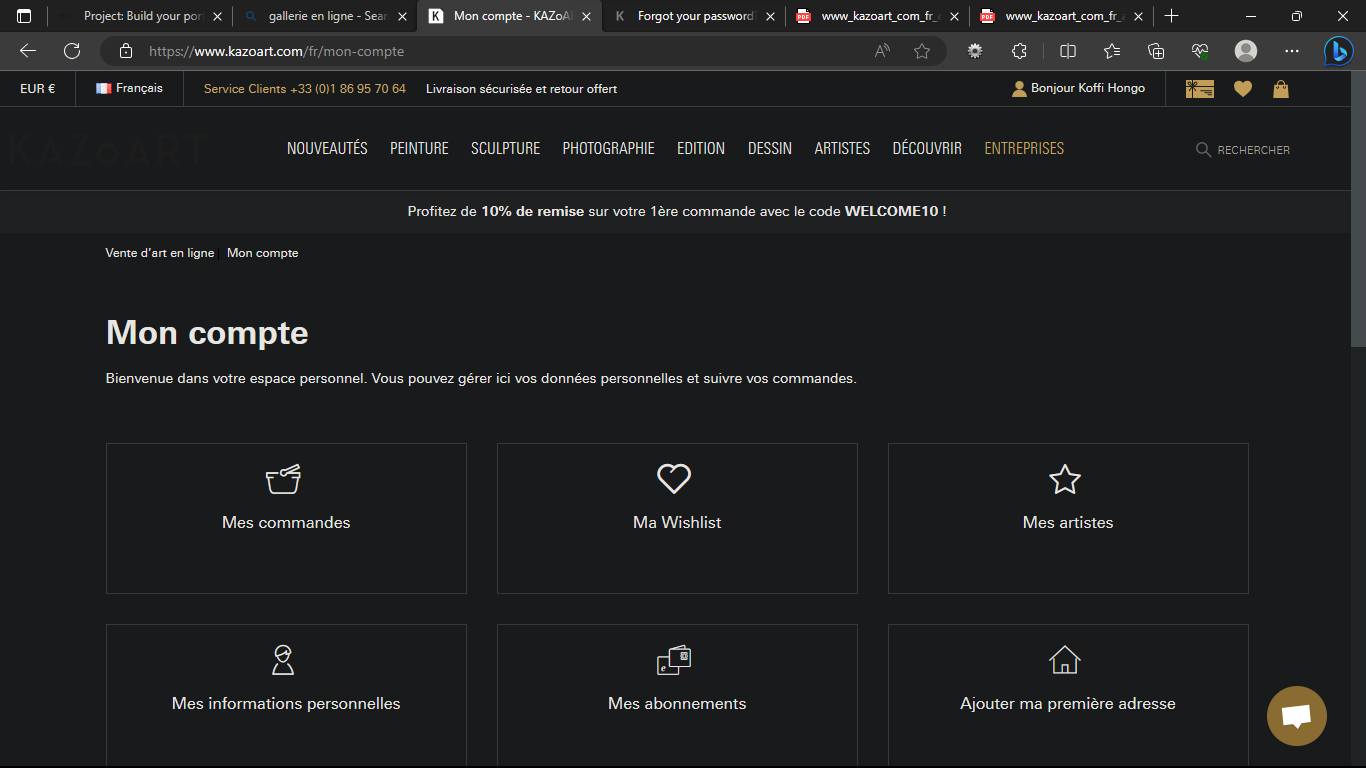 Project: Build your por
gallerie en ligne - Sear
K Mon compte - KAZoA
K Forgot your password
PDF www_kazoart_com_fr_
PDF www_kazoart_com_fr_
https://www.kazoart.com/fr/mon-compte
EUR €
Français
Service Clients +33 (0)1 86 95 70 64
Livraison sécurisée et retour offert
Bonjour Koffi Hongo
KAZoART
NOUVEAUTÉS PEINTURE SCULPTURE PHOTOGRAPHIE EDITION DESSIN ARTISTES DÉCOUVRIR ENTREPRISES
RECHERCHER
Profitez de 10% de remise sur votre 1ère commande avec le code WELCOME10 !
Vente d’art en ligne Mon compte
Mon compte
Bienvenue dans votre espace personnel. Vous pouvez gérer ici vos données personnelles et suivre vos commandes.
Mes commandes
Ma Wishlist
Mes artistes
Mes informations personnelles
Mes abonnements
Ajouter ma première adresse